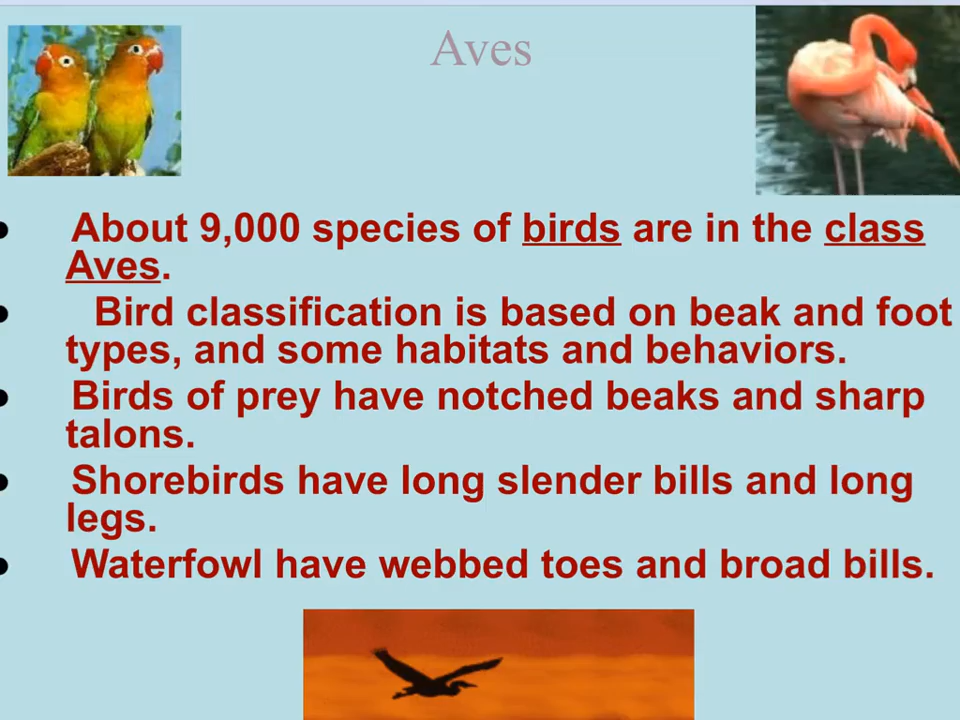 Aves
● About 9,000 species of birds are in the class
Aves.
● Bird classification is based on beak and foot
types, and some habitats and behaviors.
● Birds of prey have notched beaks and sharp
talons.
● Shorebirds have long slender bills and long
legs.
● Waterfowl have webbed toes and broad bills.